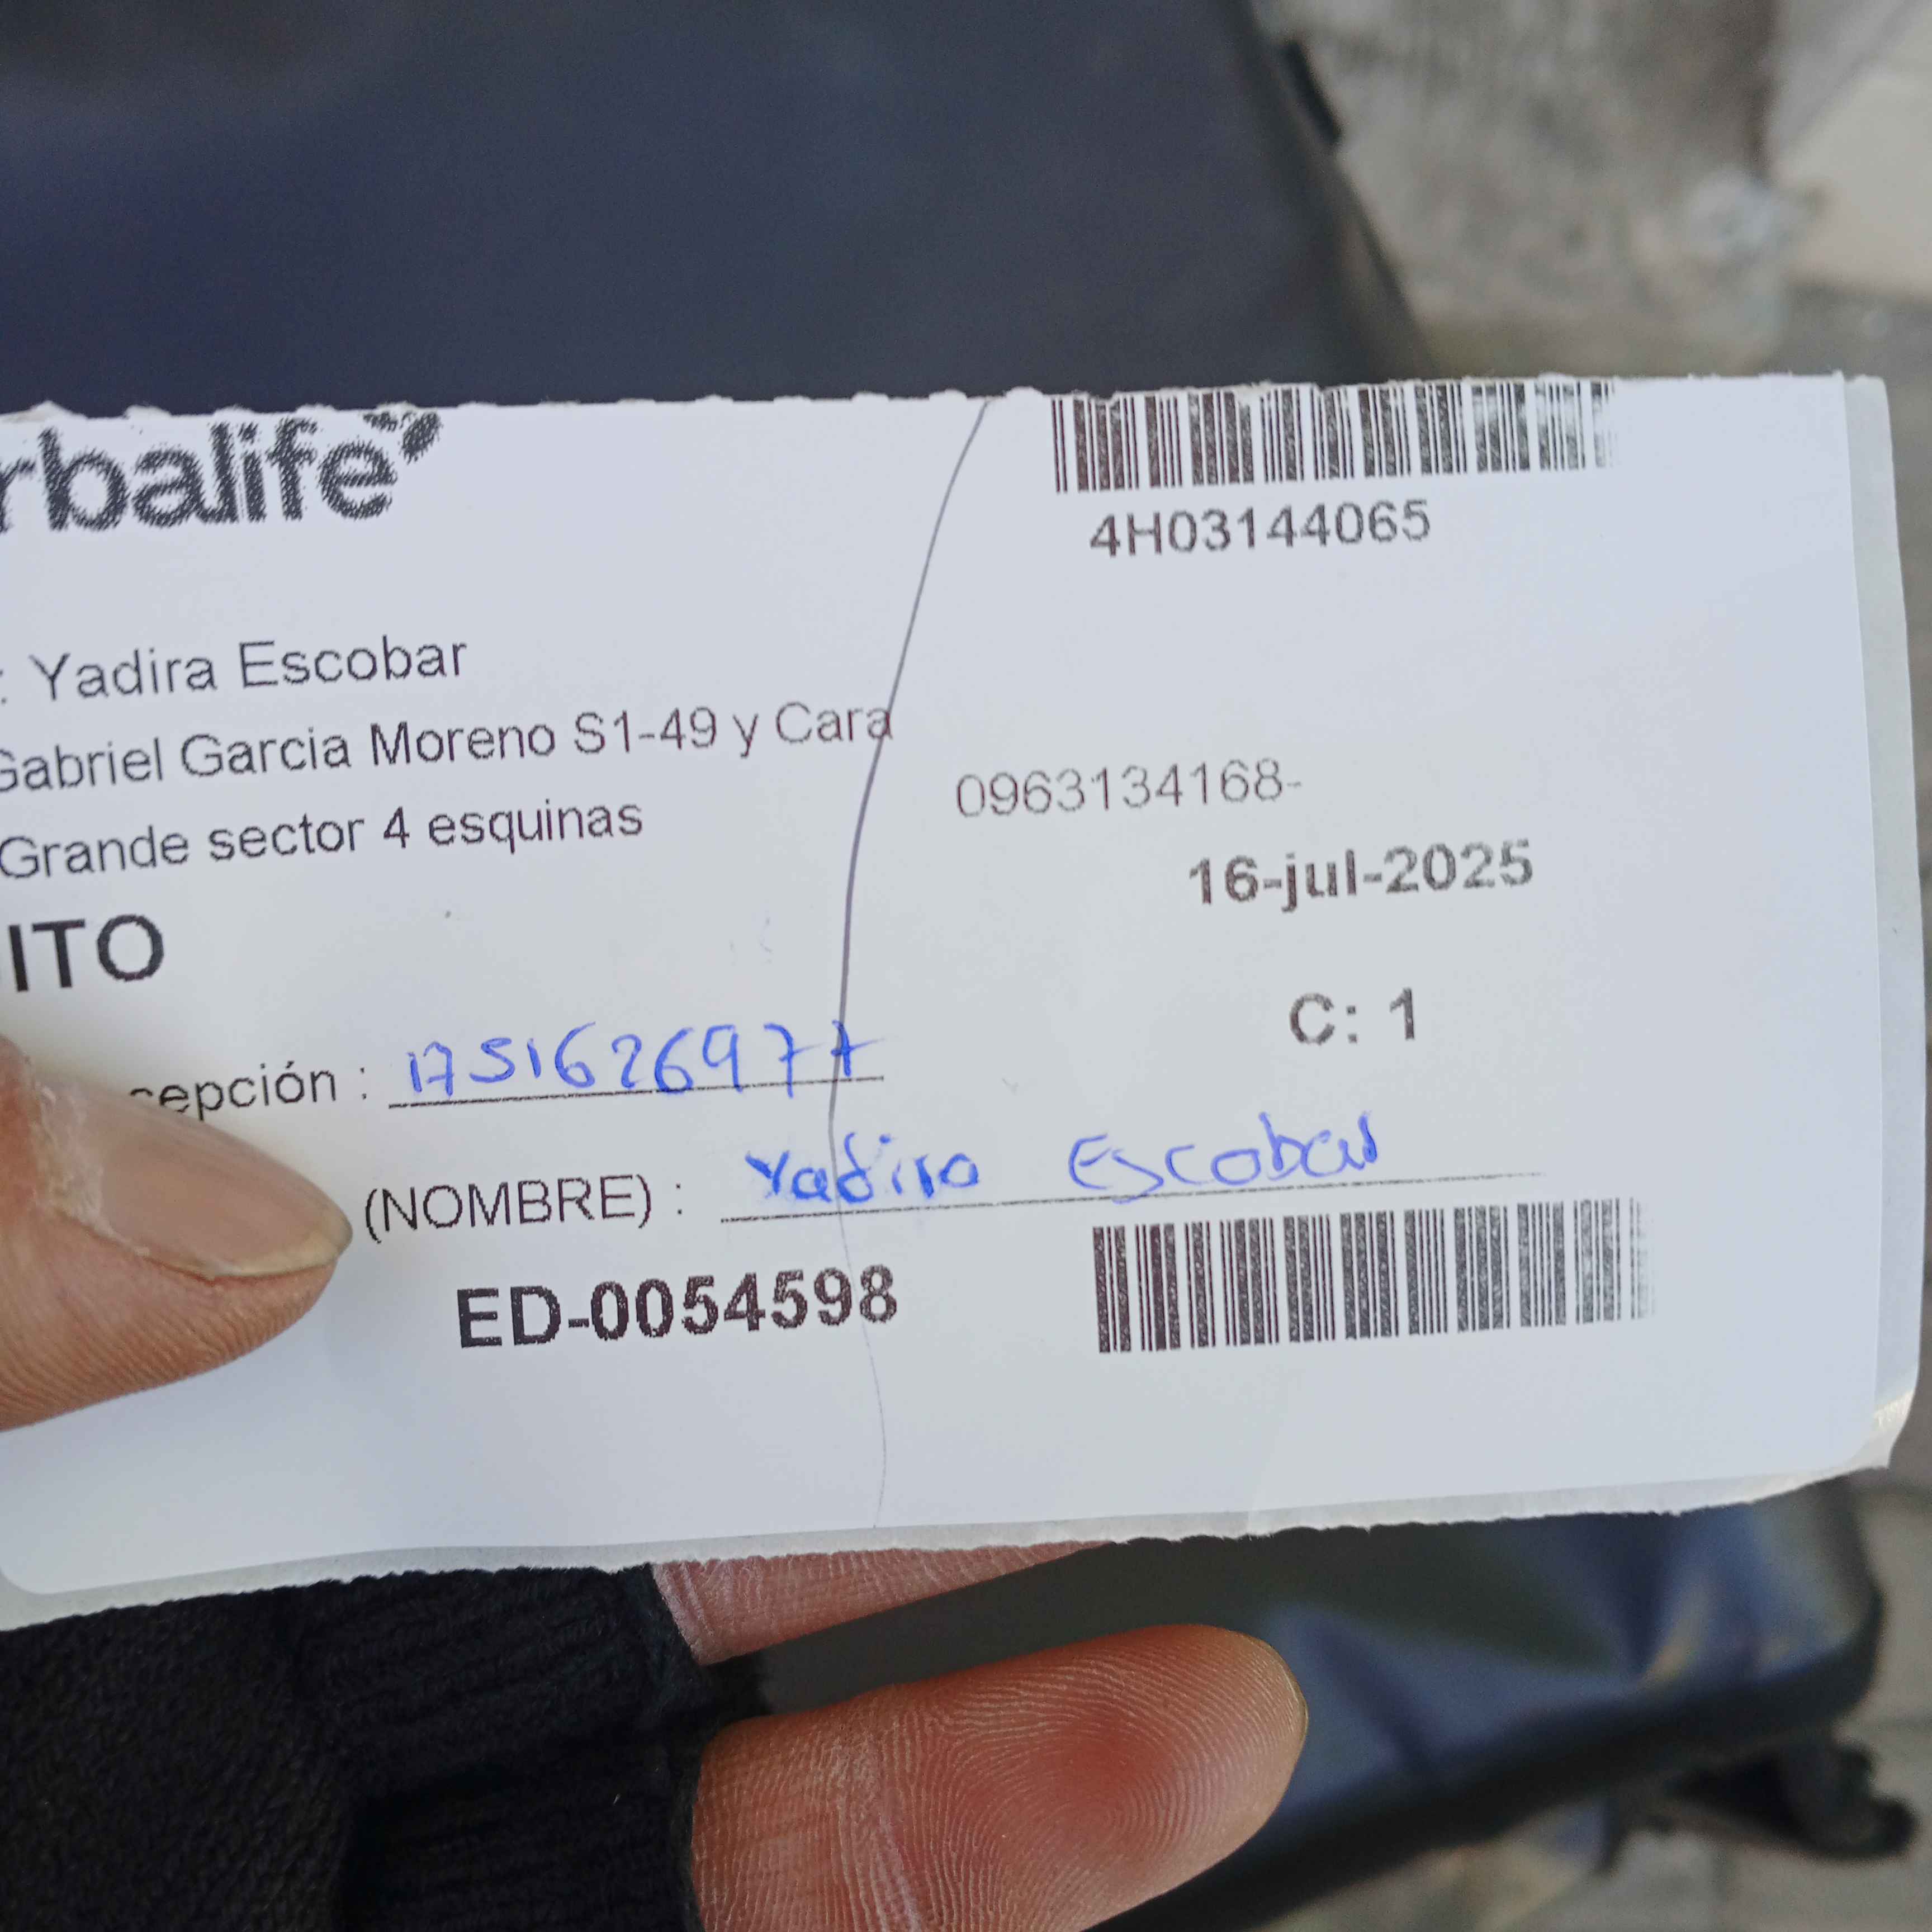 rbalife
4H03144065
: Yadira Escobar
Gabriel Garcia Moreno S1-49 y Cara
0963134168-
Grande sector 4 esquinas
16-jul-2025
ITO
C: 1
cepción : 1751626977
(NOMBRE) : Yadira Escobar
ED-0054598